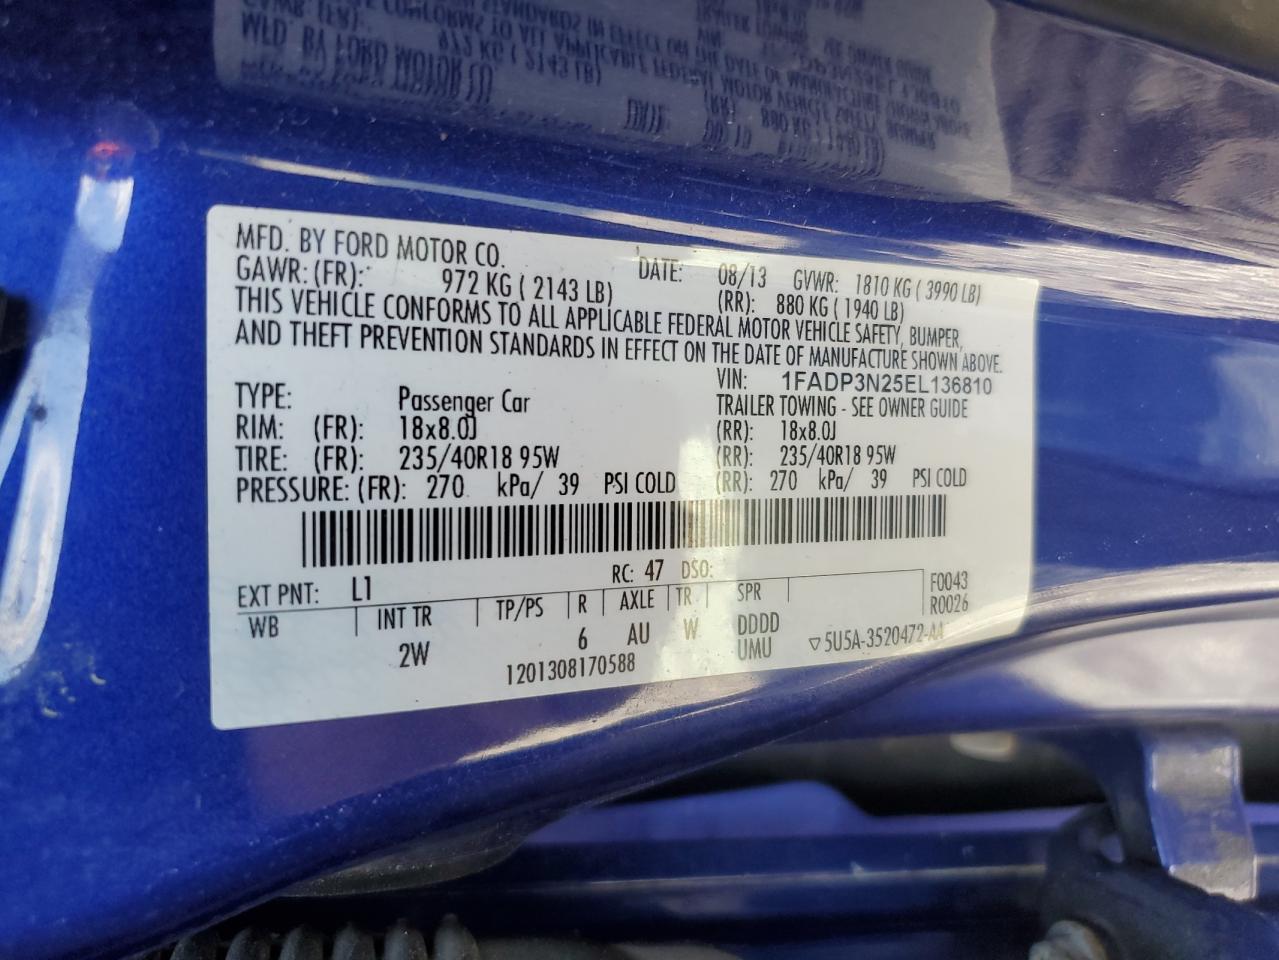 MFD. BY FORD MOTOR CO. DATE: 08/13 GVWR: 1810 KG ( 3990 LB)
GAWR: (FR): 972 KG ( 2143 LB) (RR): 880 KG ( 1940 LB)
THIS VEHICLE CONFORMS TO ALL APPLICABLE FEDERAL MOTOR VEHICLE SAFETY, BUMPER,
AND THEFT PREVENTION STANDARDS IN EFFECT ON THE DATE OF MANUFACTURE SHOWN ABOVE.
VIN: 1FADP3N25EL136810
TYPE: Passenger Car TRAILER TOWING - SEE OWNER GUIDE
RIM: (FR): 18x8.0J (RR): 18x8.0J
TIRE: (FR): 235/40R18 95W (RR): 235/40R18 95W
PRESSURE: (FR): 270 kPa/ 39 PSI COLD (RR): 270 kPa/ 39 PSI COLD
EXT PNT: L1 RC: 47 DSO: F0043
WB INT TR TP/PS R AXLE TR SPR R0026
2W 6 AU W DDDD
UMU ▽5U5A-3520472-AA
1201308170588